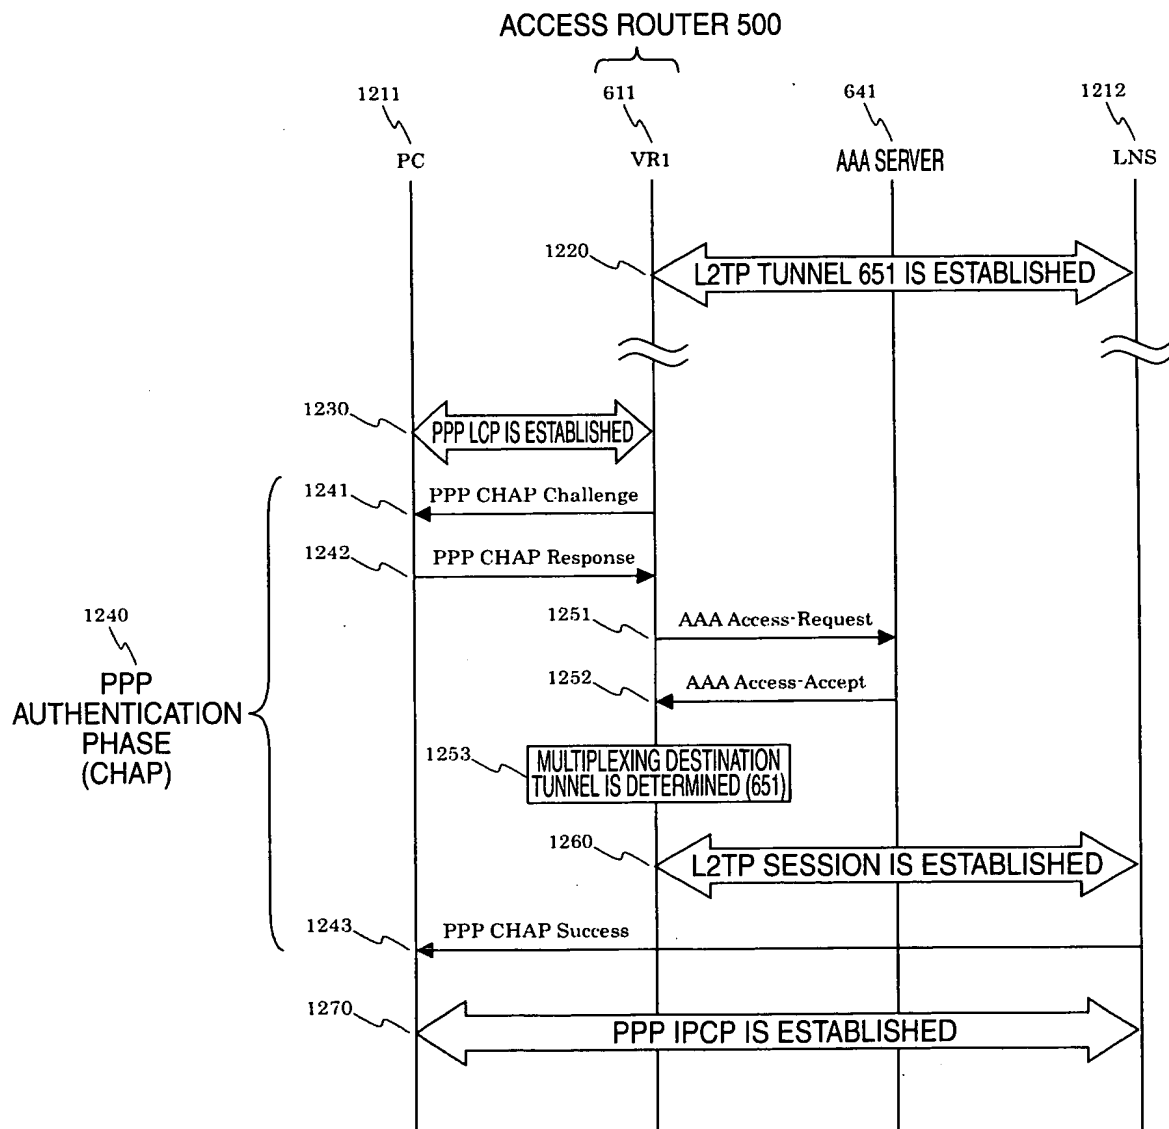 ACCESS ROUTER 500
1211
611
641
1212
PC
VR1
AAA SERVER
LNS
1220
L2TP TUNNEL 651 IS ESTABLISHED
1230
PPP LCP IS ESTABLISHED
1241
PPP CHAP Challenge
1242
PPP CHAP Response
1240
PPP
AUTHENTICATION
PHASE
(CHAP)
1251
AAA Access-Request
1252
AAA Access-Accept
1253
MULTIPLEXING DESTINATION
TUNNEL IS DETERMINED (651)
1260
L2TP SESSION IS ESTABLISHED
1243
PPP CHAP Success
1270
PPP IPCP IS ESTABLISHED